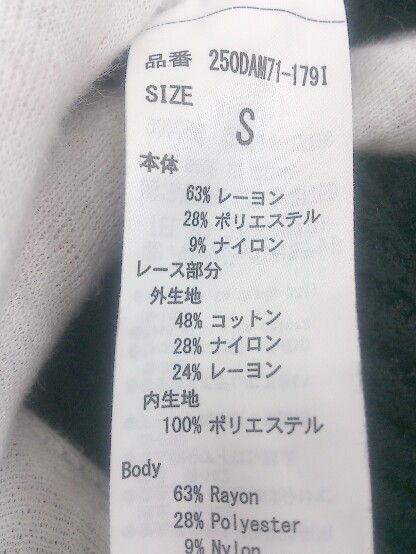 品番 250DAM71-179I
SIZE
S
本体
63% レーヨン
28% ポリエステル
9% ナイロン
レース部分
外生地
48% コットン
28% ナイロン
24% レーヨン
内生地
100% ポリエステル
Body
63% Rayon
28% Polyester
9% Nylon